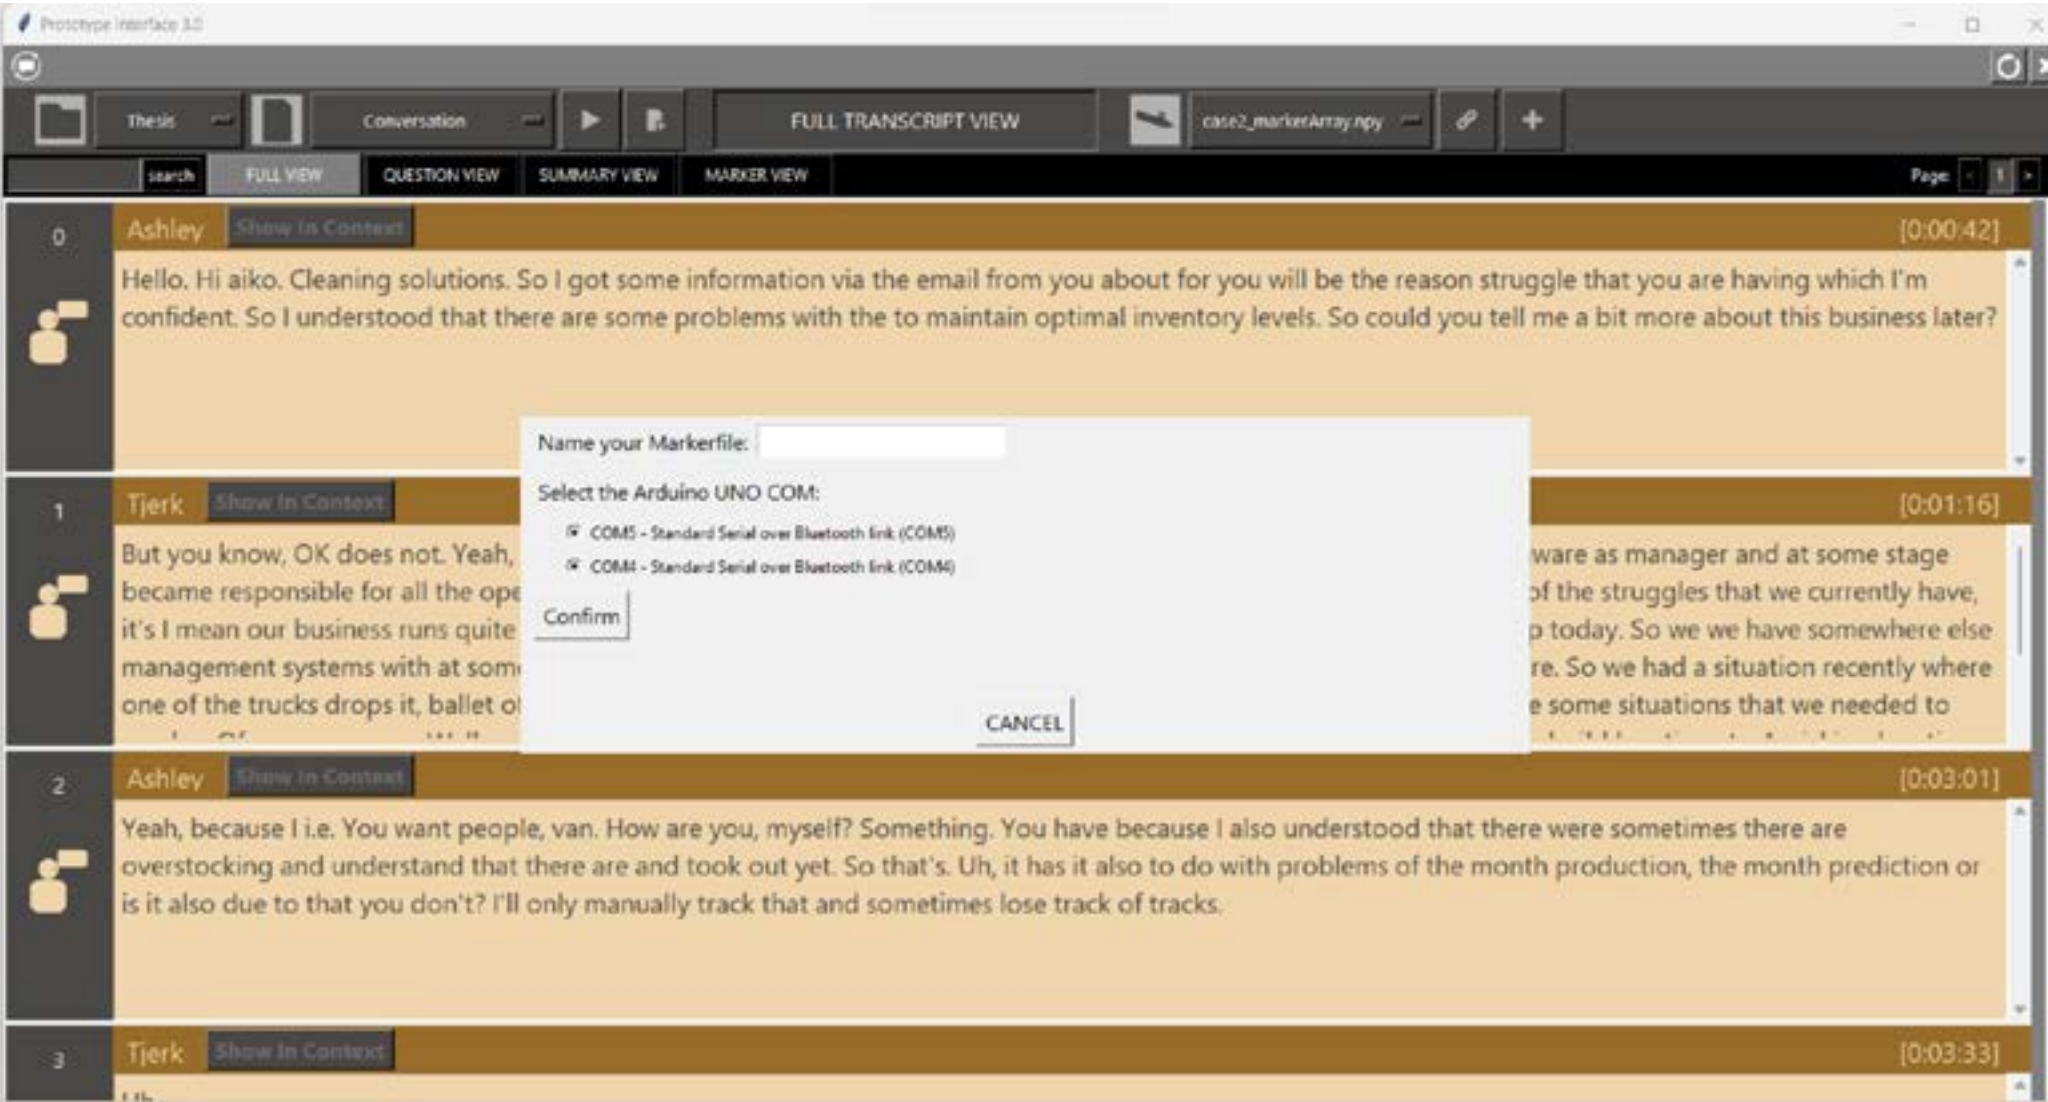 Prototype Interface 3.0
Thesis
Conversation
FULL TRANSCRIPT VIEW
case2_markerArray.npy
+
search
FULL VIEW
QUESTION VIEW
SUMMARY VIEW
MARKER VIEW
Page: < 1 >
0
Ashley
Show In Context
[0:00:42]
Hello. Hi aiko. Cleaning solutions. So I got some information via the email from you about for you will be the reason struggle that you are having which I'm
confident. So I understood that there are some problems with the to maintain optimal inventory levels. So could you tell me a bit more about this business later?
Name your Markerfile:
Select the Arduino UNO COM:
COM5 - Standard Serial over Bluetooth link (COM5)
COM4 - Standard Serial over Bluetooth link (COM4)
Confirm
CANCEL
1
Tjerk
Show In Context
[0:01:16]
But you know, OK does not. Yeah, ware as manager and at some stage
became responsible for all the ope of the struggles that we currently have,
it's I mean our business runs quite p today. So we we have somewhere else
management systems with at som re. So we had a situation recently where
one of the trucks drops it, ballet o e some situations that we needed to
2
Ashley
Show In Context
[0:03:01]
Yeah, because I i.e. You want people, van. How are you, myself? Something. You have because I also understood that there were sometimes there are
overstocking and understand that there are and took out yet. So that's. Uh, it has it also to do with problems of the month production, the month prediction or
is it also due to that you don't? I'll only manually track that and sometimes lose track of tracks.
3
Tjerk
Show In Context
[0:03:33]